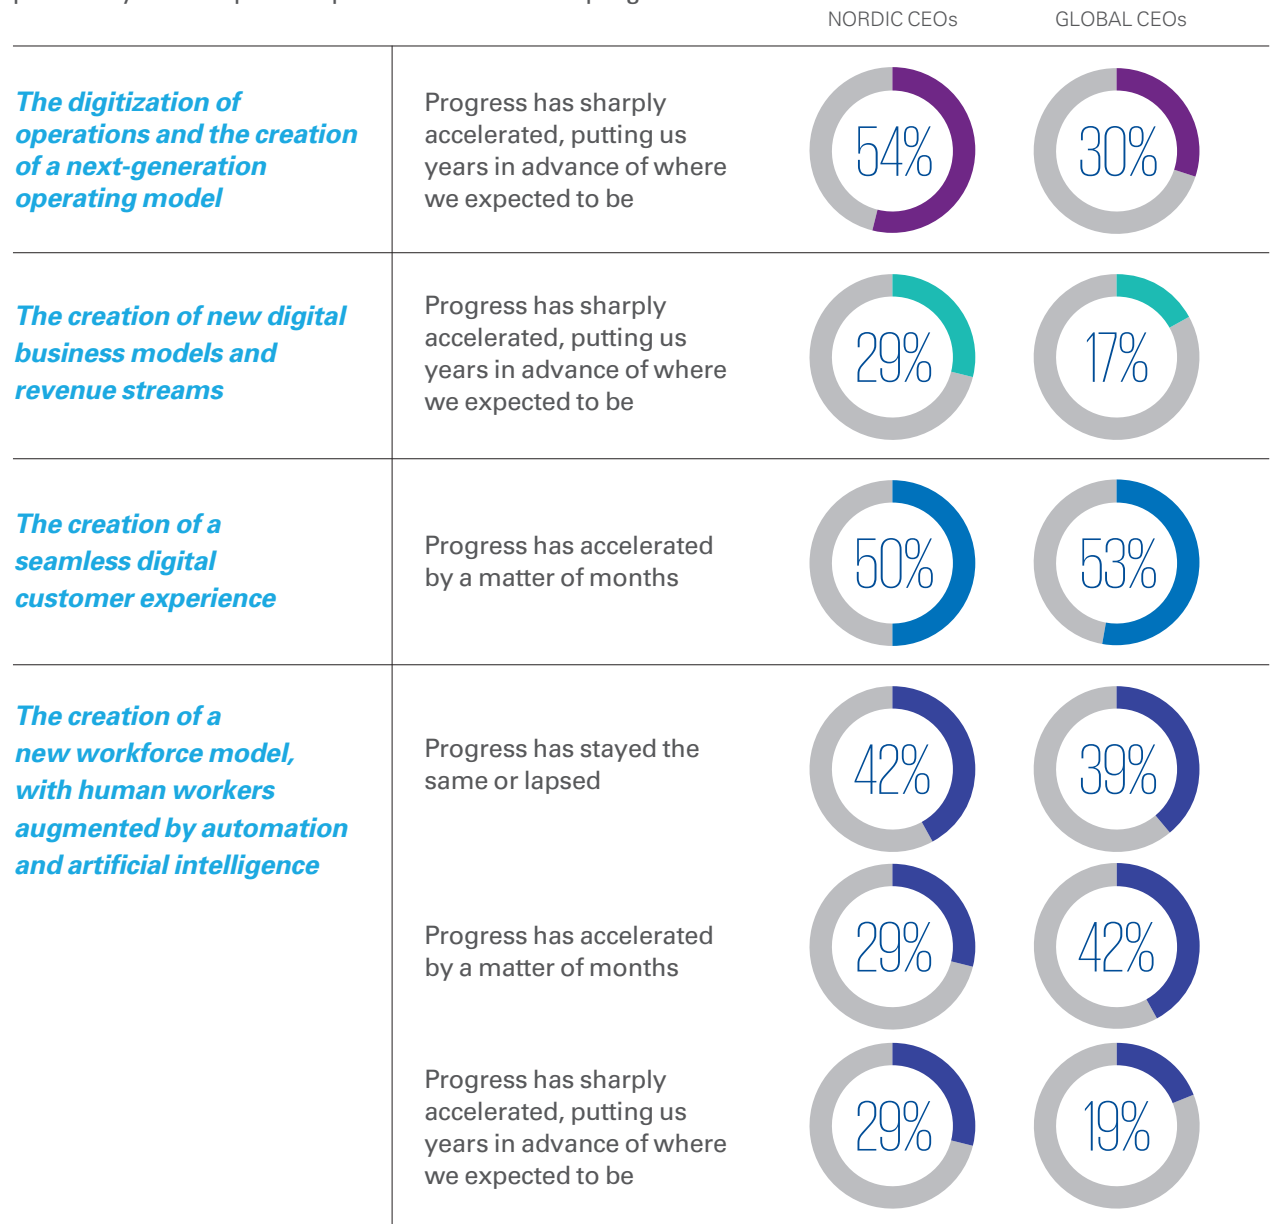 NORDIC CEOs GLOBAL CEOs
The digitization of
operations and the creation
of a next-generation
operating model
Progress has sharply
accelerated, putting us
years in advance of where
we expected to be
54% 30%
The creation of new digital
business models and
revenue streams
Progress has sharply
accelerated, putting us
years in advance of where
we expected to be
29% 17%
The creation of a
seamless digital
customer experience
Progress has accelerated
by a matter of months
50% 53%
The creation of a
new workforce model,
with human workers
augmented by automation
and artificial intelligence
Progress has stayed the
same or lapsed
42% 39%
Progress has accelerated
by a matter of months
29% 42%
Progress has sharply
accelerated, putting us
years in advance of where
we expected to be
29% 19%